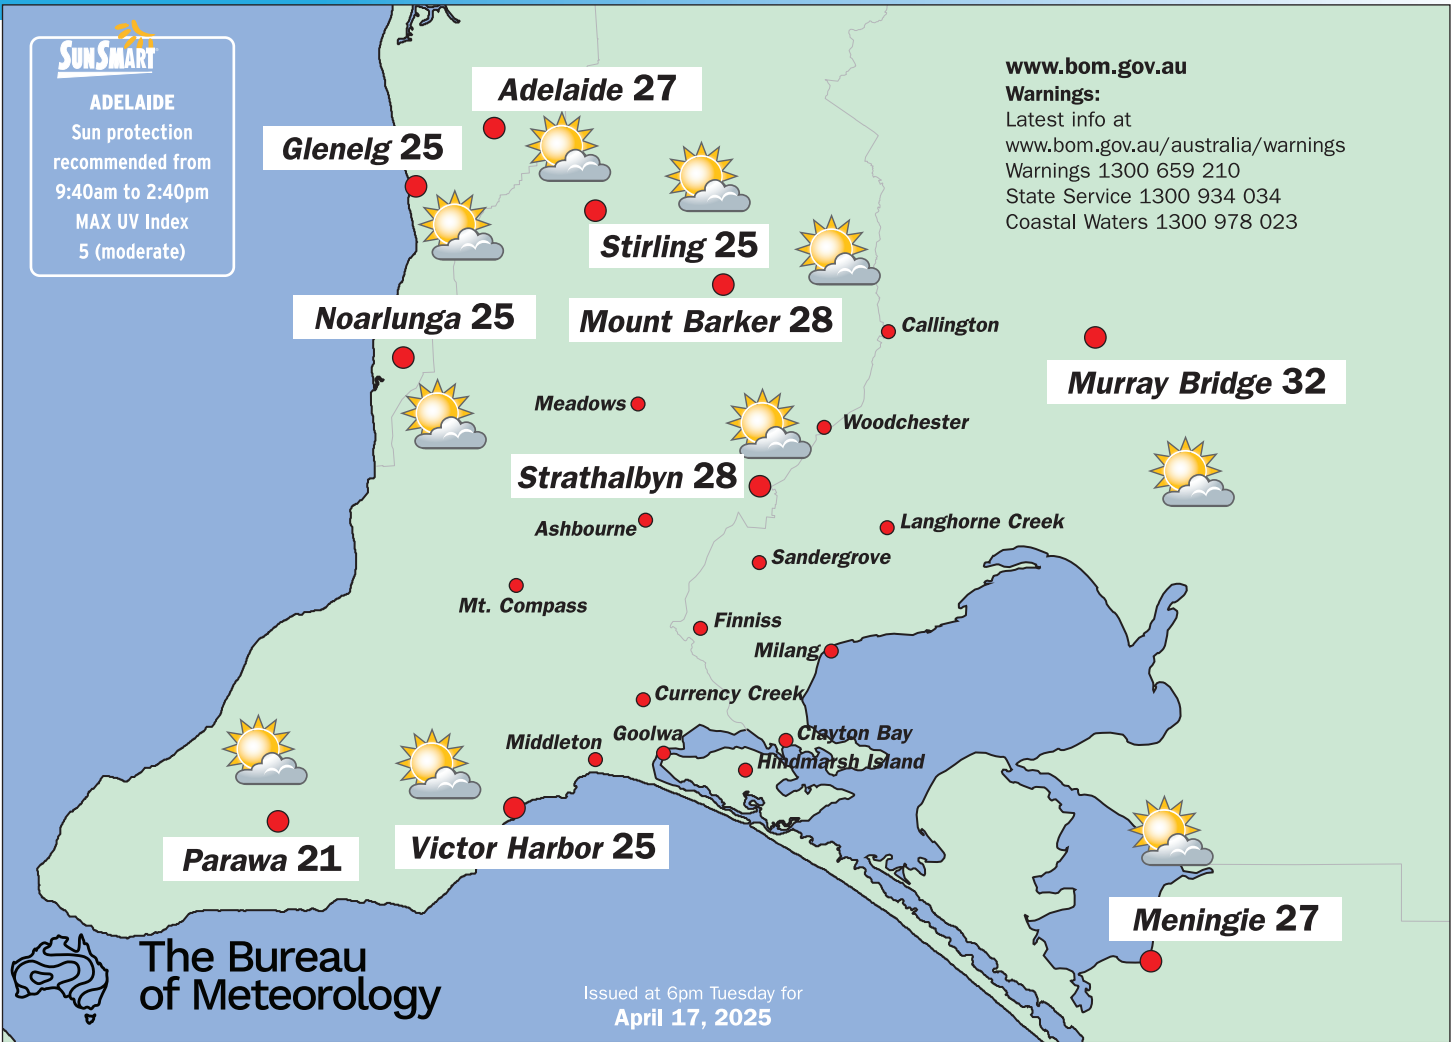 SUNSMART
ADELAIDE
Sun protection
recommended from
9:40am to 2:40pm
MAX UV Index
5 (moderate)
www.bom.gov.au
Warnings:
Latest info at
www.bom.gov.au/australia/warnings
Warnings 1300 659 210
State Service 1300 934 034
Coastal Waters 1300 978 023
Adelaide 27
Glenelg 25
Stirling 25
Noarlunga 25
Mount Barker 28
Callington
Murray Bridge 32
Meadows
Woodchester
Strathalbyn 28
Ashbourne
Langhorne Creek
Sandergrove
Mt. Compass
Finniss
Milang
Currency Creek
Middleton
Goolwa
Clayton Bay
Hindmarsh Island
Parawa 21
Victor Harbor 25
Meningie 27
The Bureau
of Meteorology
Issued at 6pm Tuesday for
April 17, 2025